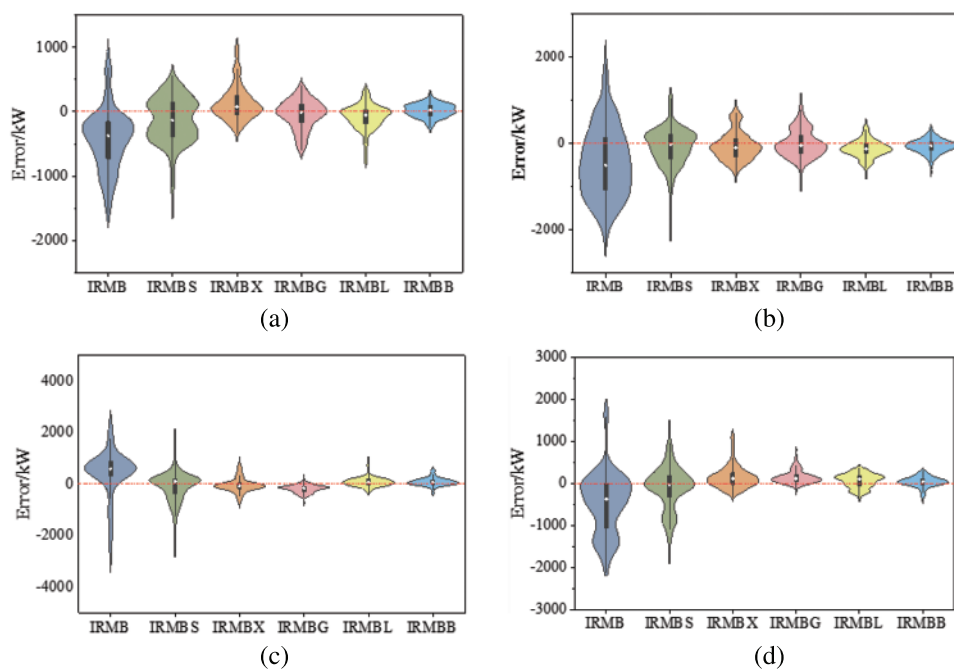 1000
0
-1000
-2000
Error/kW
IRMB IRMBS IRMBX IRMBG IRMBL IRMBB
(a)
2000
0
-2000
Error/kW
IRMB IRMBS IRMBX IRMBG IRMBL IRMBB
(b)
4000
2000
0
-2000
-4000
Error/kW
IRMB IRMBS IRMBX IRMBG IRMBL IRMBB
(c)
3000
2000
1000
0
-1000
-2000
-3000
Error/kW
IRMB IRMBS IRMBX IRMBG IRMBL IRMBB
(d)